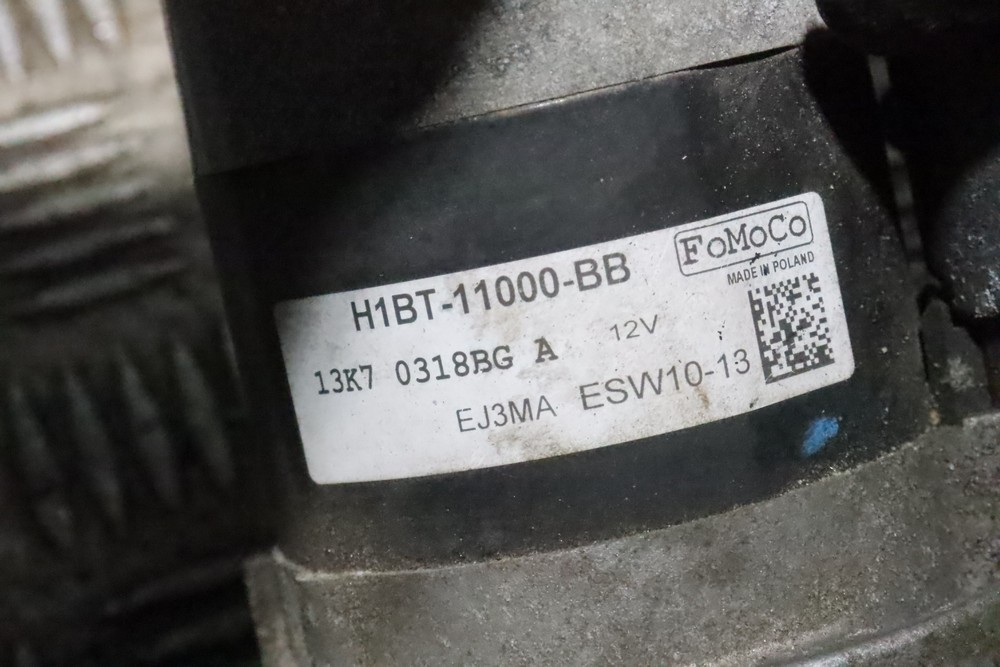 FoMoCo
MADE IN POLAND
H1BT-11000-BB
13K7 0318BG A 12V
EJ3MA ESW10-13